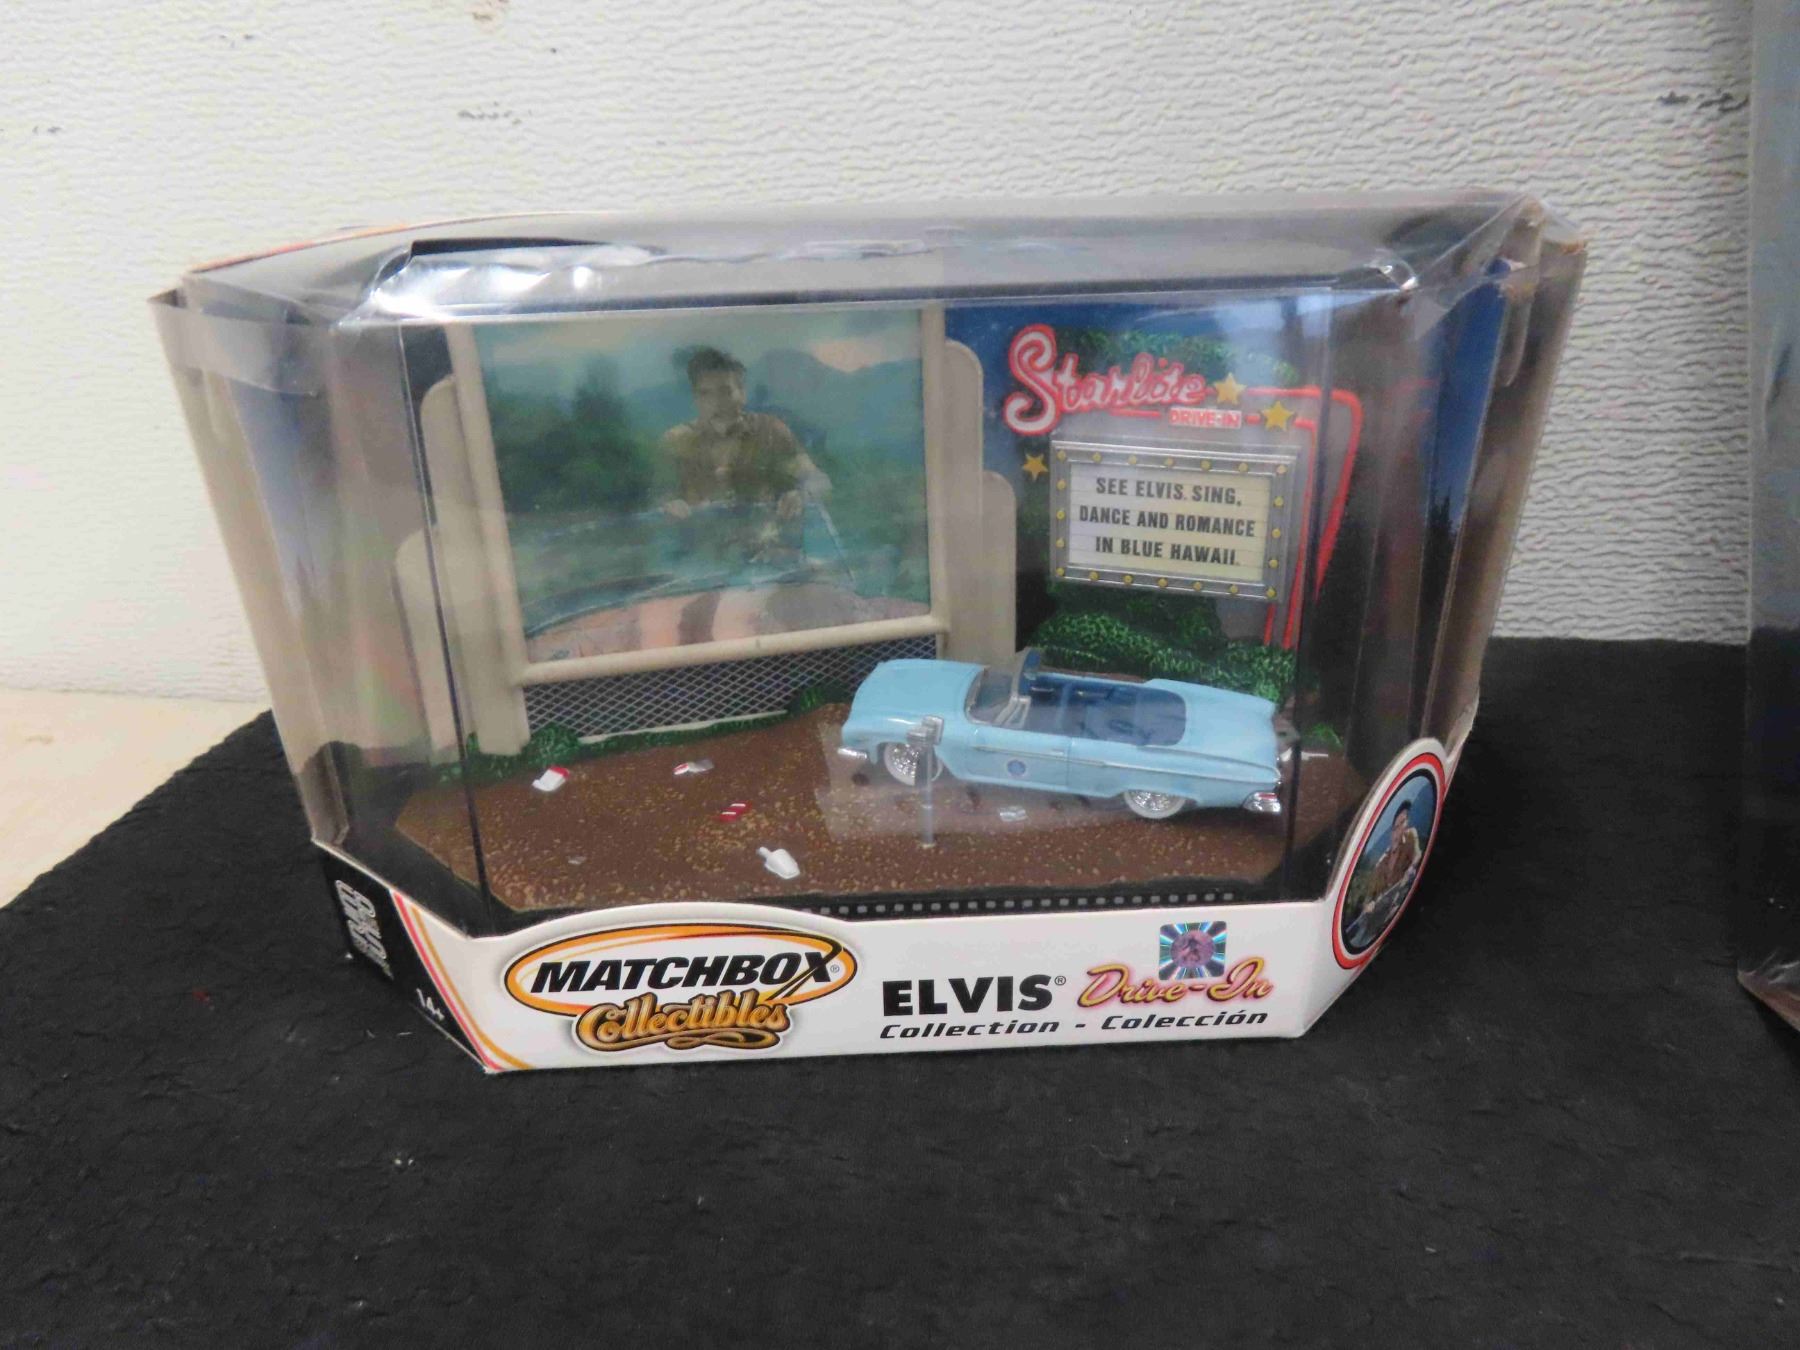 Starlite
DRIVE-IN
SEE ELVIS SING,
DANCE AND ROMANCE
IN BLUE HAWAII.
MATCHBOX®
Collectibles
ELVIS® Drive-In
Collection - Colección
14+